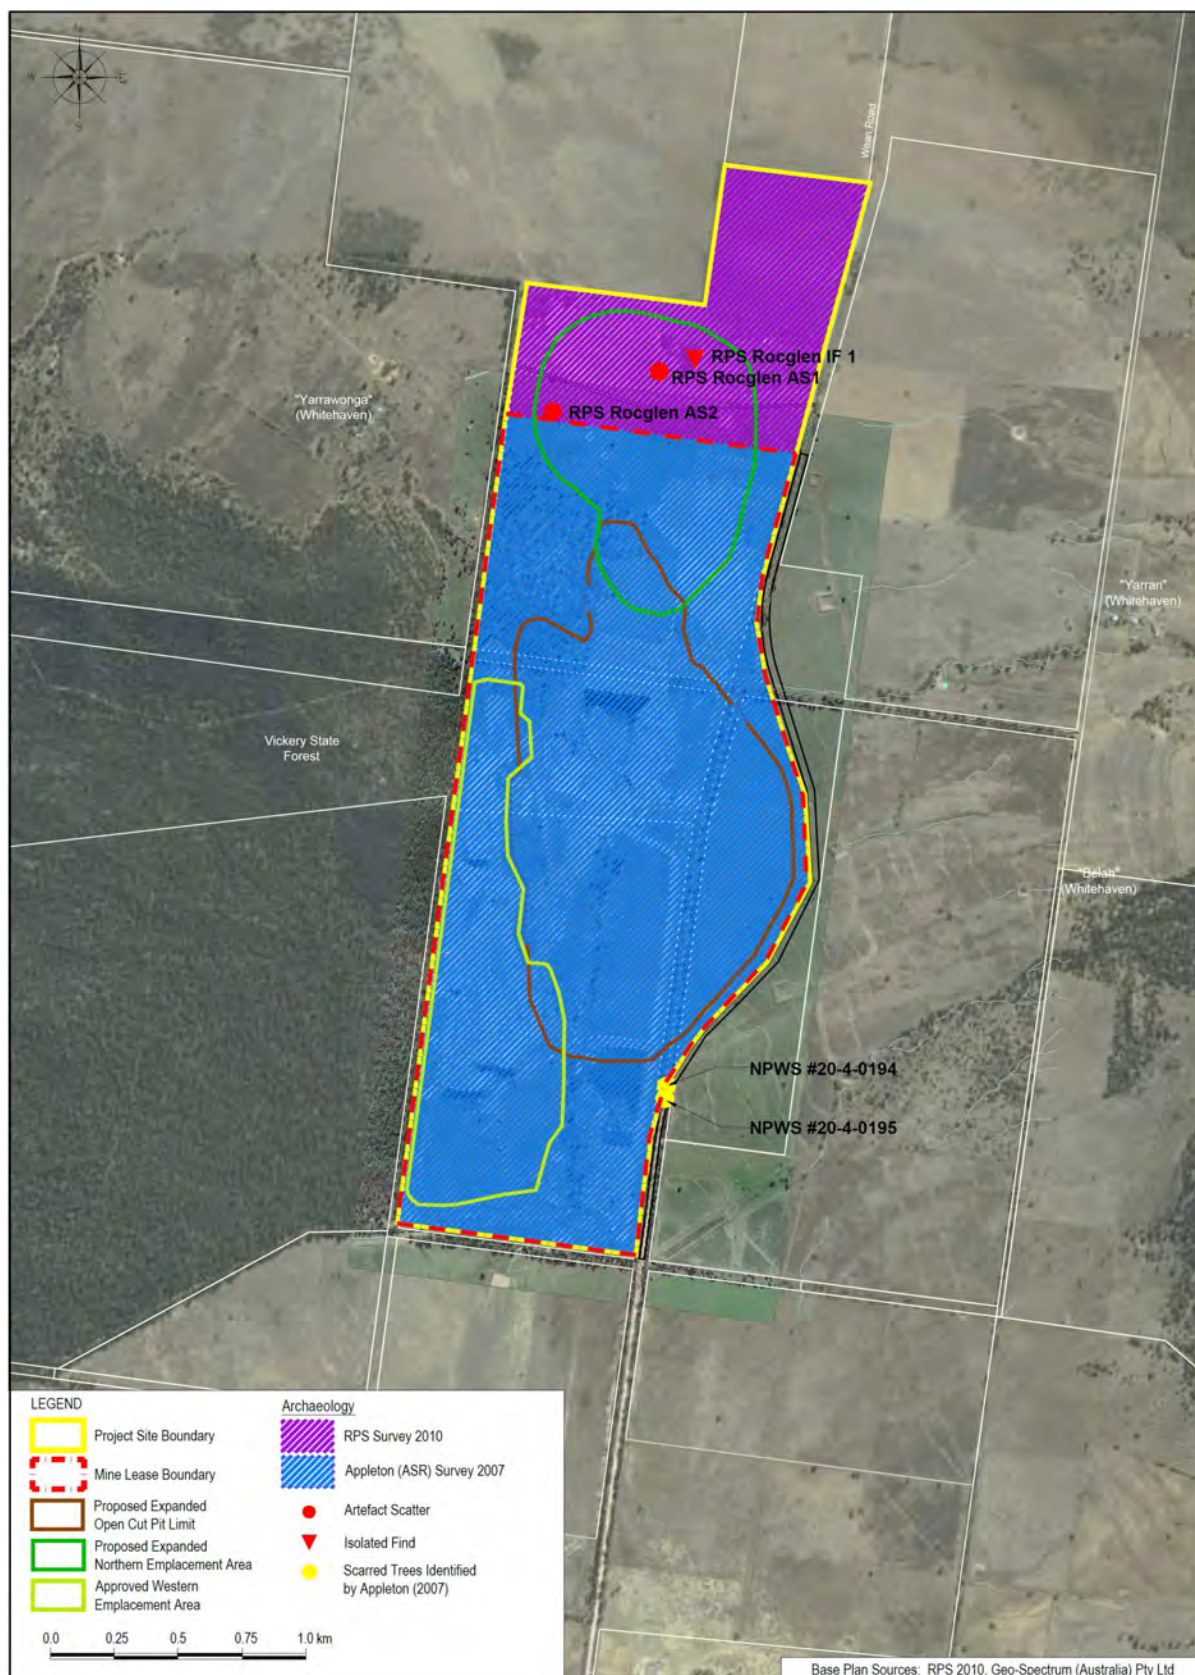 N
W
E
S
Wean Road
RPS Rocglen IF 1
RPS Rocglen AS1
RPS Rocglen AS2
"Yarrawonga"
(Whitehaven)
"Yarran"
(Whitehaven)
Vickery State
Forest
"Belah"
(Whitehaven)
NPWS #20-4-0194
NPWS #20-4-0195
LEGEND
Project Site Boundary
Mine Lease Boundary
Proposed Expanded
Open Cut Pit Limit
Proposed Expanded
Northern Emplacement Area
Approved Western
Emplacement Area
Archaeology
RPS Survey 2010
Appleton (ASR) Survey 2007
Artefact Scatter
Isolated Find
Scarred Trees Identified
by Appleton (2007)
0.0 0.25 0.5 0.75 1.0 km
Base Plan Sources: RPS 2010, Geo-Spectrum (Australia) Pty Ltd